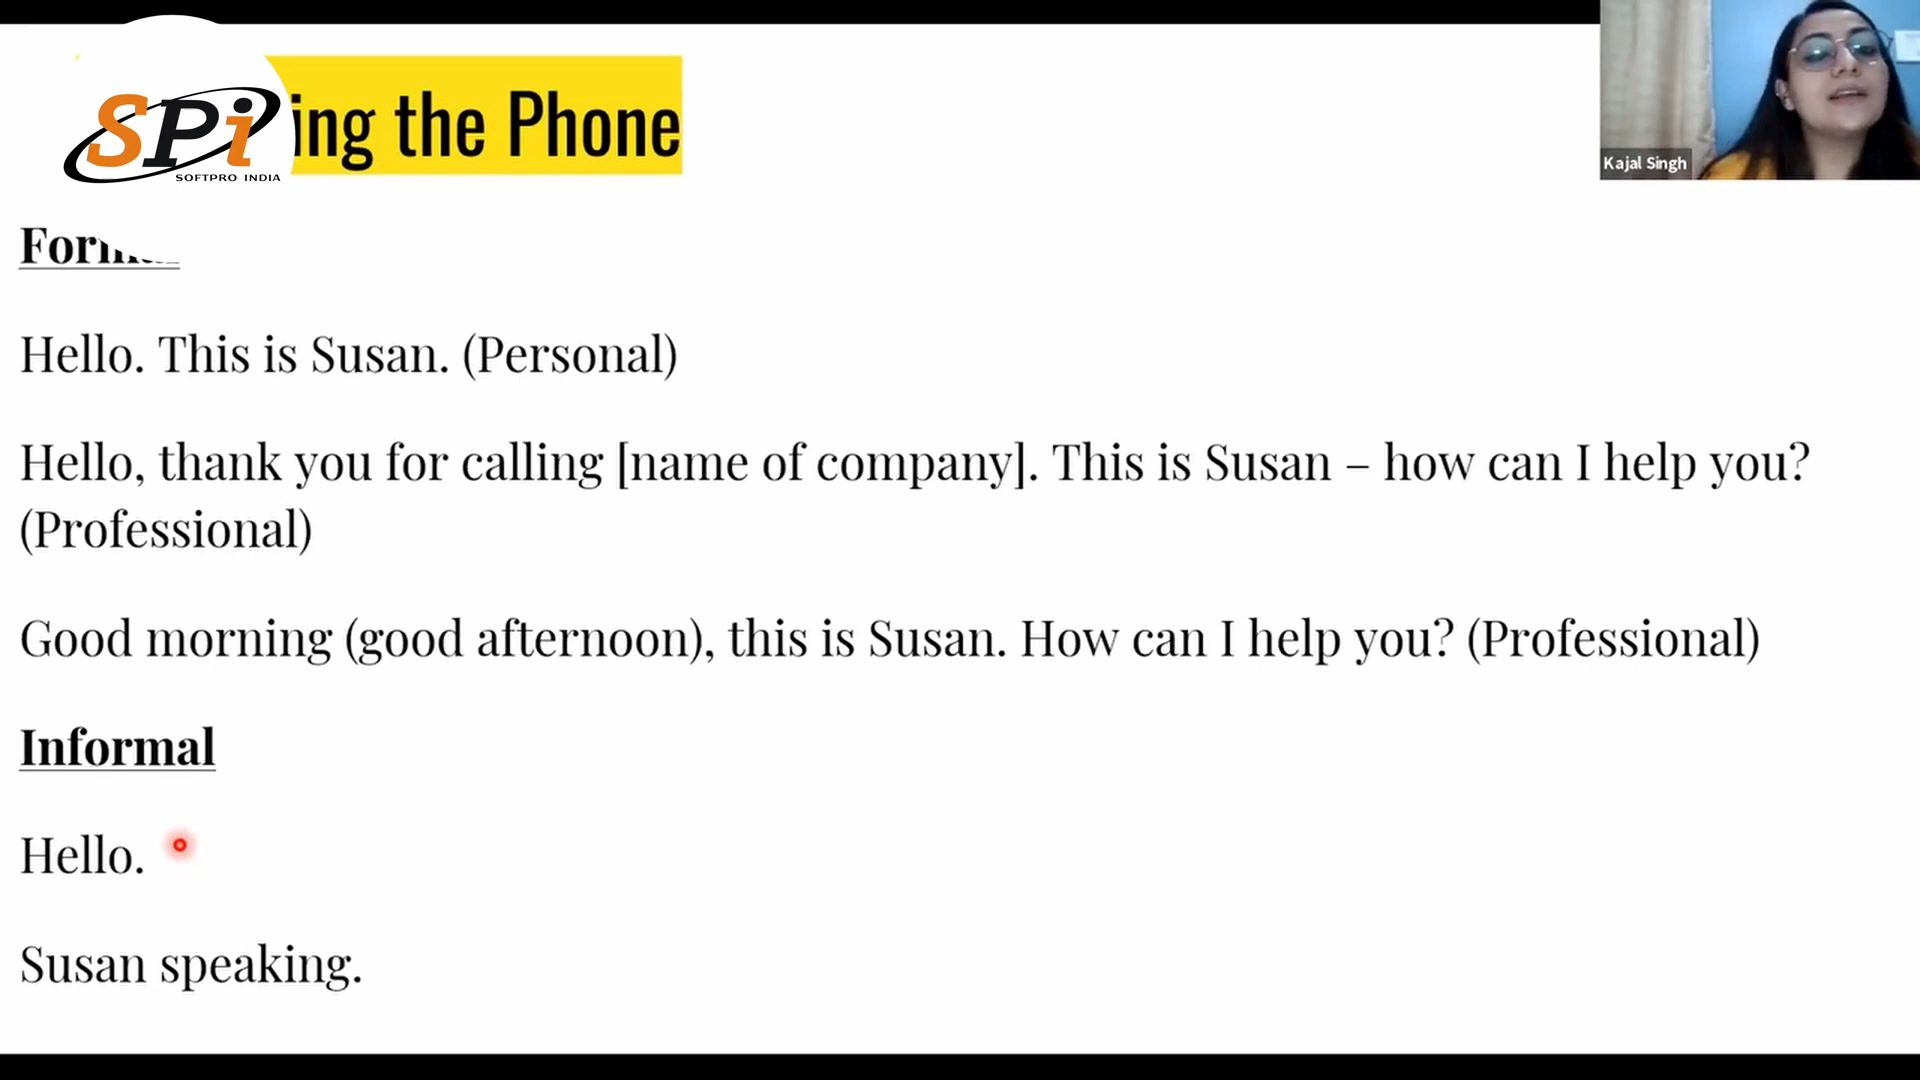 SPi
SOFTPRO INDIA
the Phone
Kajal Singh
Hello. This is Susan. (Personal)
Hello, thank you for calling [name of company]. This is Susan – how can I help you?
(Professional)
Good morning (good afternoon), this is Susan. How can I help you? (Professional)
Informal
Hello.
Susan speaking.